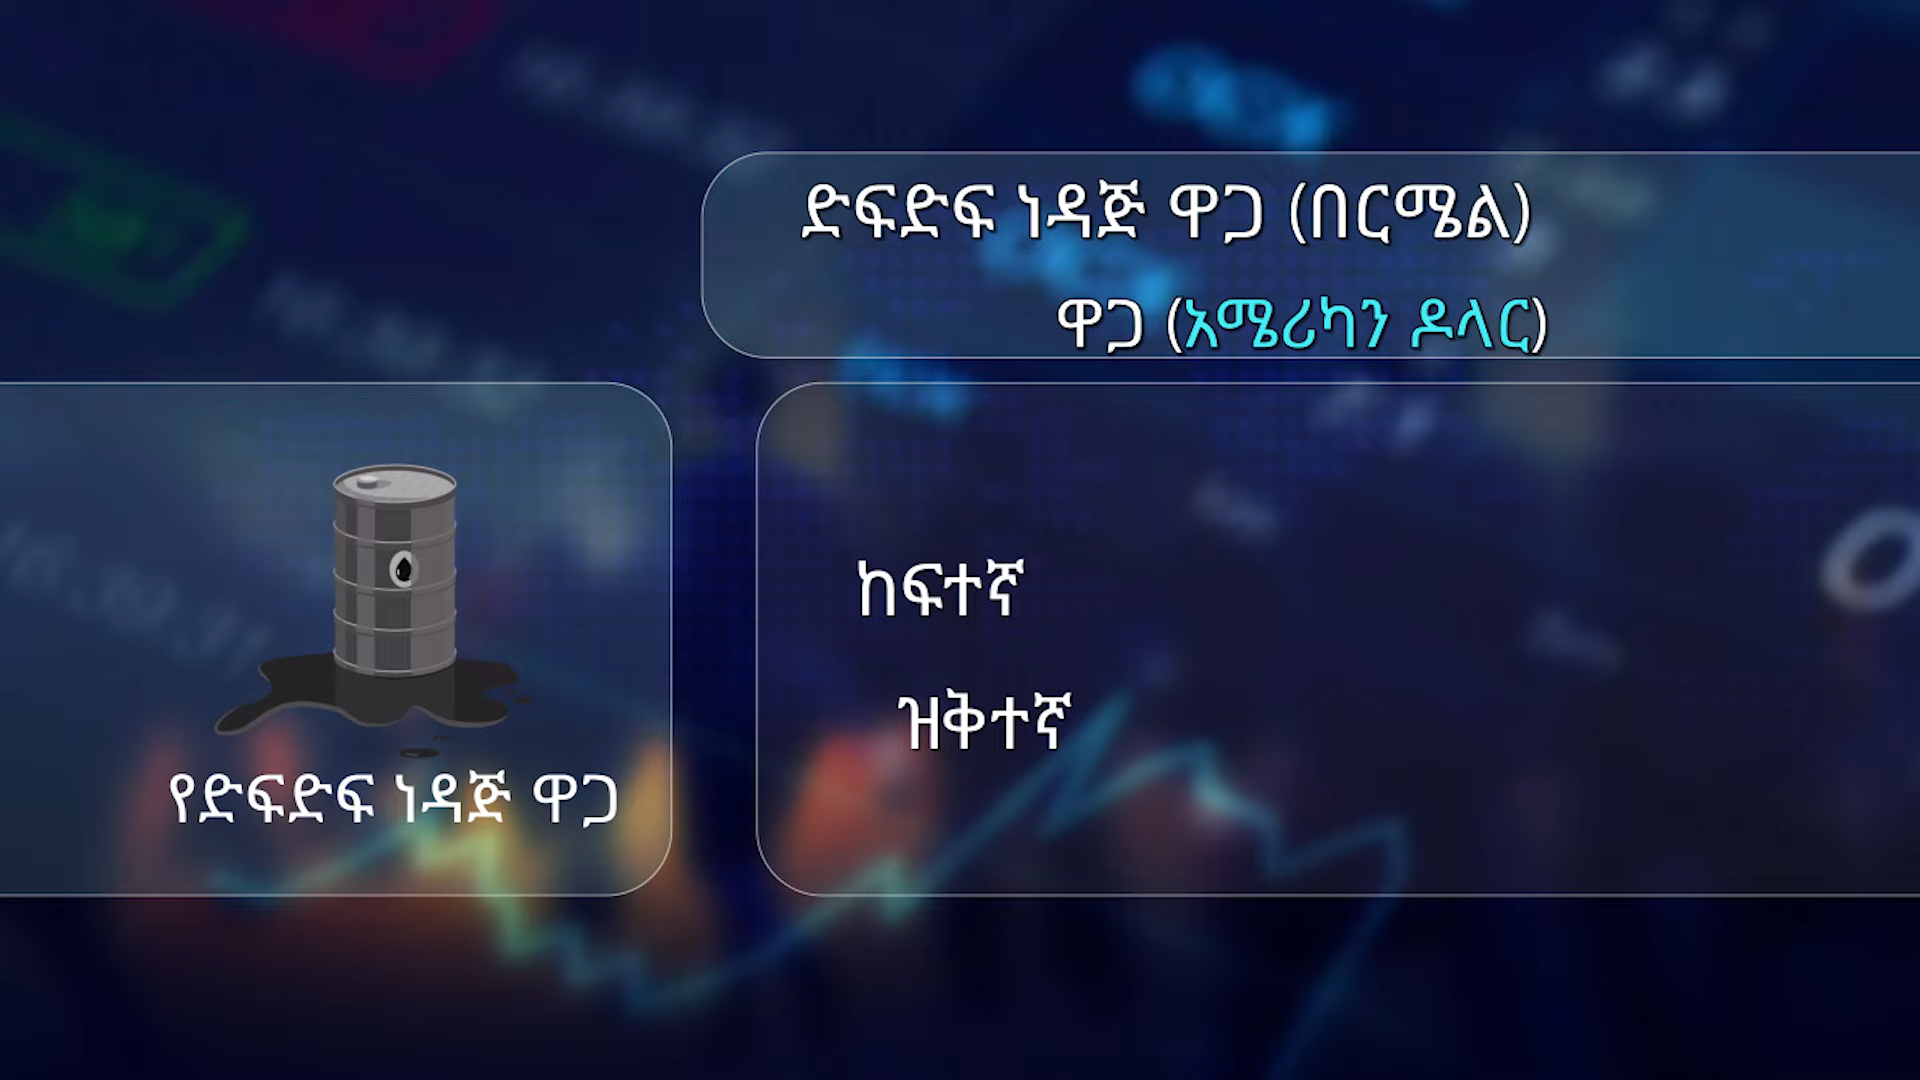 ድፍድፍ ነዳጅ ዋጋ (በርሜል)
ዋጋ (አሜሪካን ዶላር)
ከፍተኛ
ዝቅተኛ
የድፍድፍ ነዳጅ ዋጋ